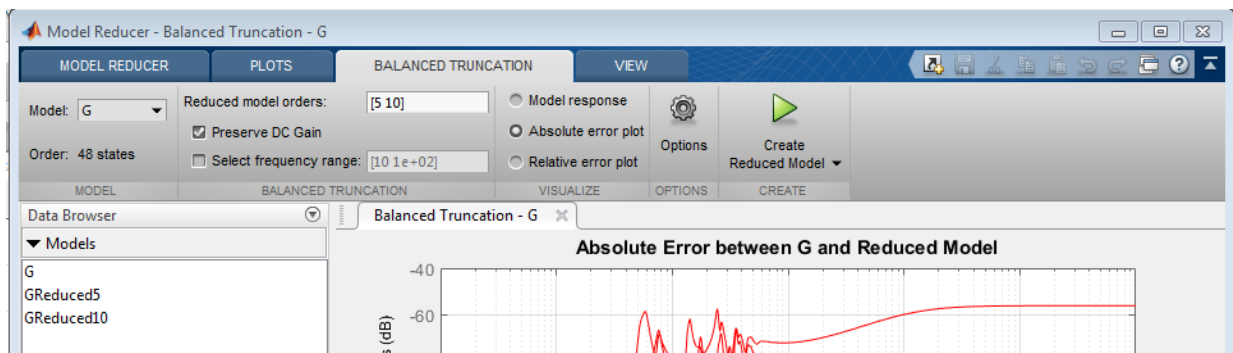 Model Reducer - Balanced Truncation - G
MODEL REDUCER PLOTS BALANCED TRUNCATION VIEW
Model: G Reduced model orders: [5 10] Model response
Preserve DC Gain Absolute error plot Options Create
Order: 48 states Select frequency range: [10 1e+02] Relative error plot Reduced Model
MODEL BALANCED TRUNCATION VISUALIZE OPTIONS CREATE
Data Browser Balanced Truncation - G
Models
Absolute Error between G and Reduced Model
G
GReduced5
GReduced10
-40
-60
(dB)